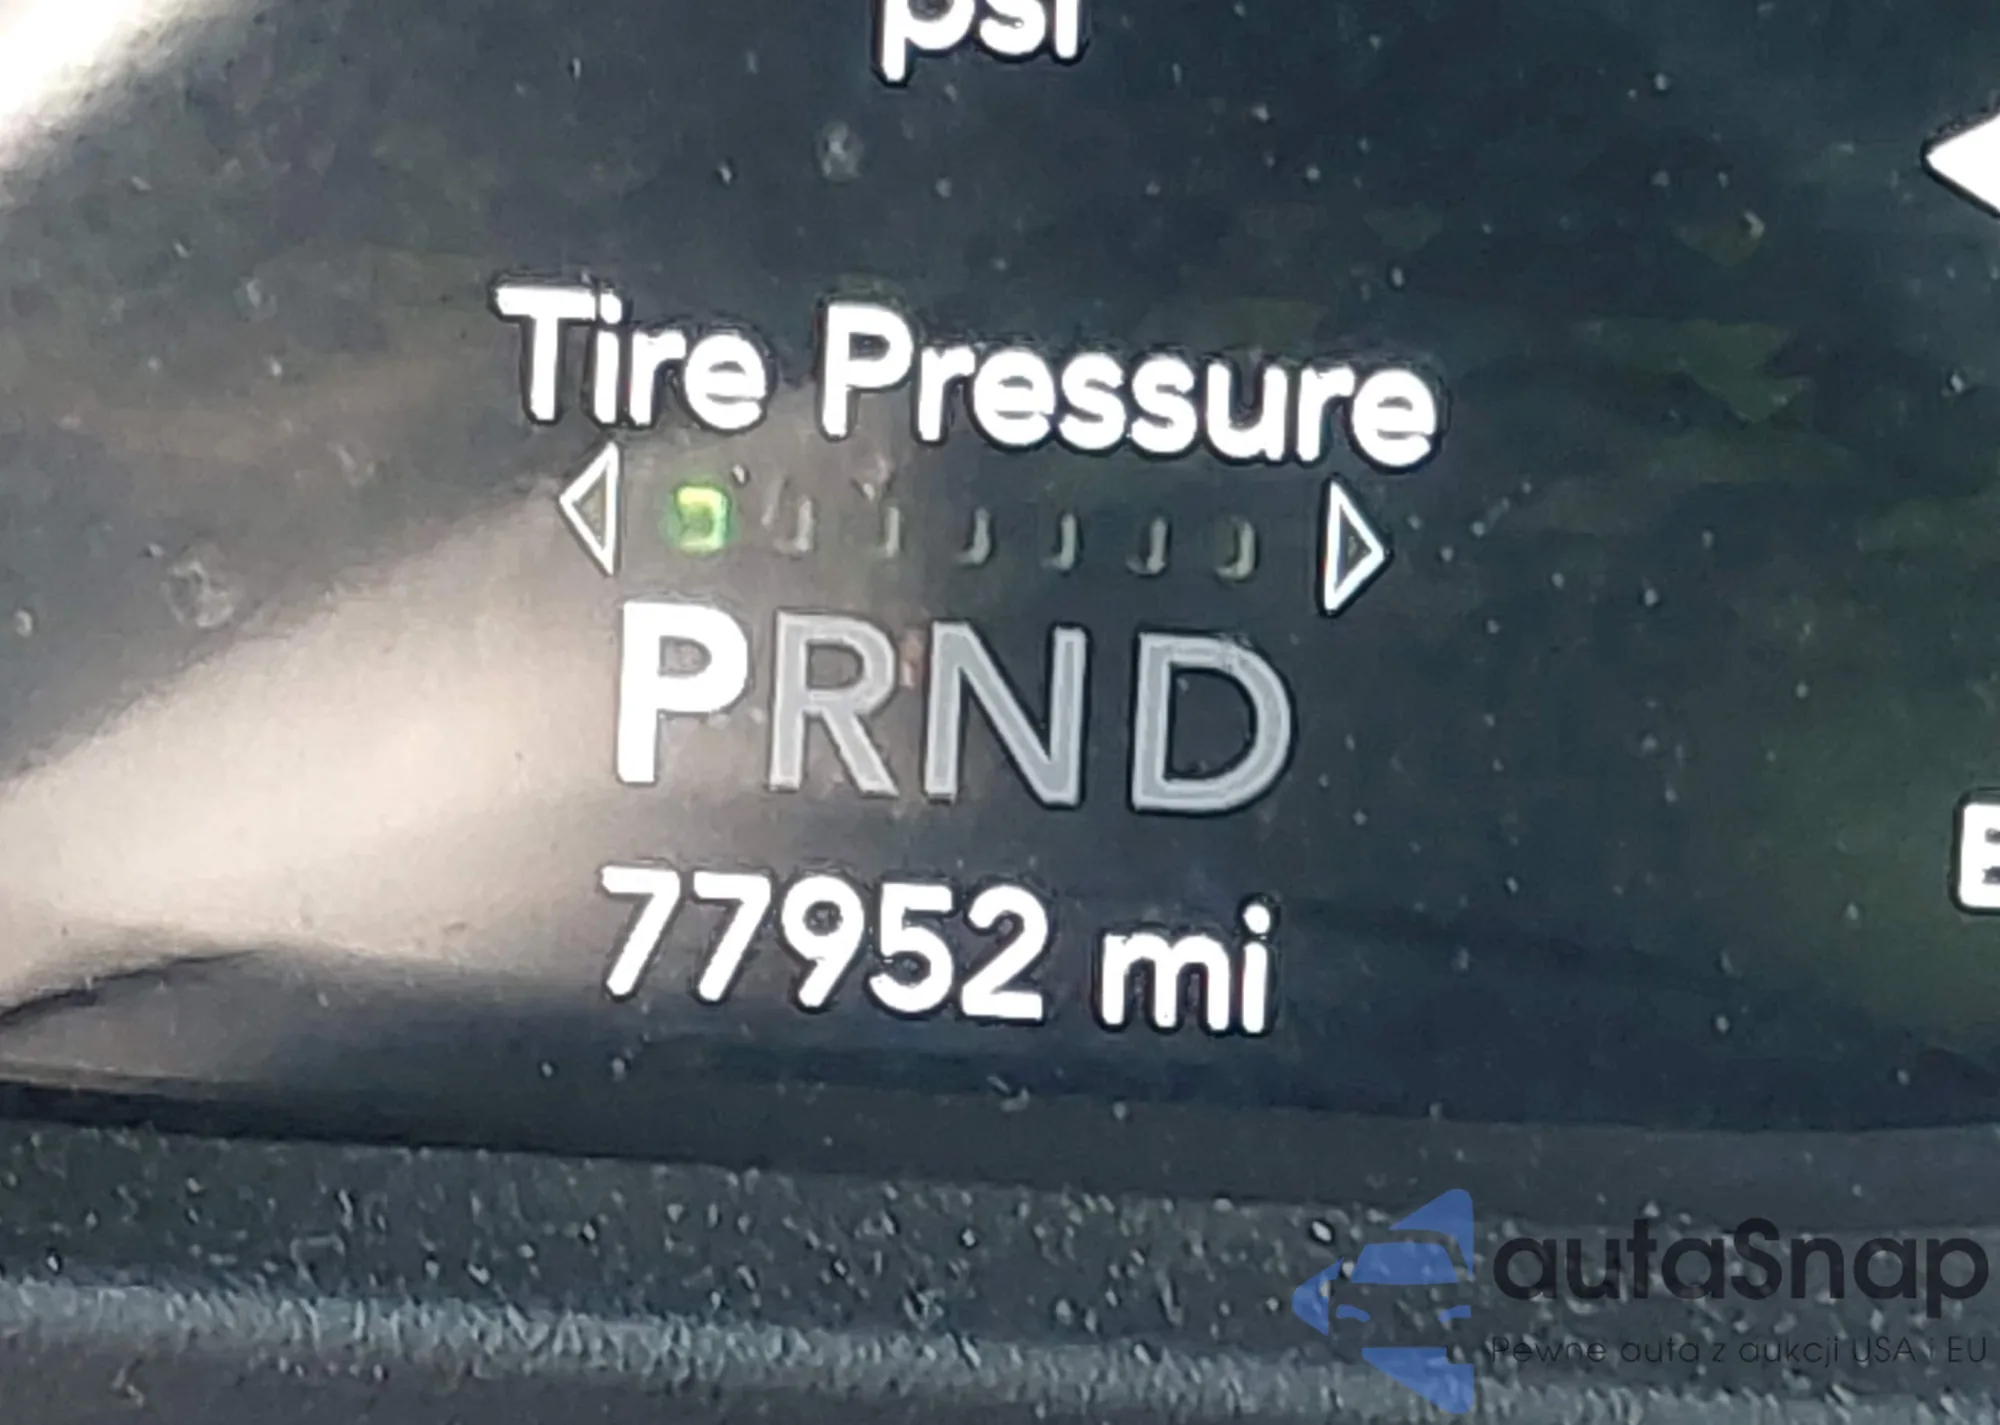 psi
Tire Pressure
PRND
77952 mi
E
autaSnap
Pewne auta z aukcji USA i EU